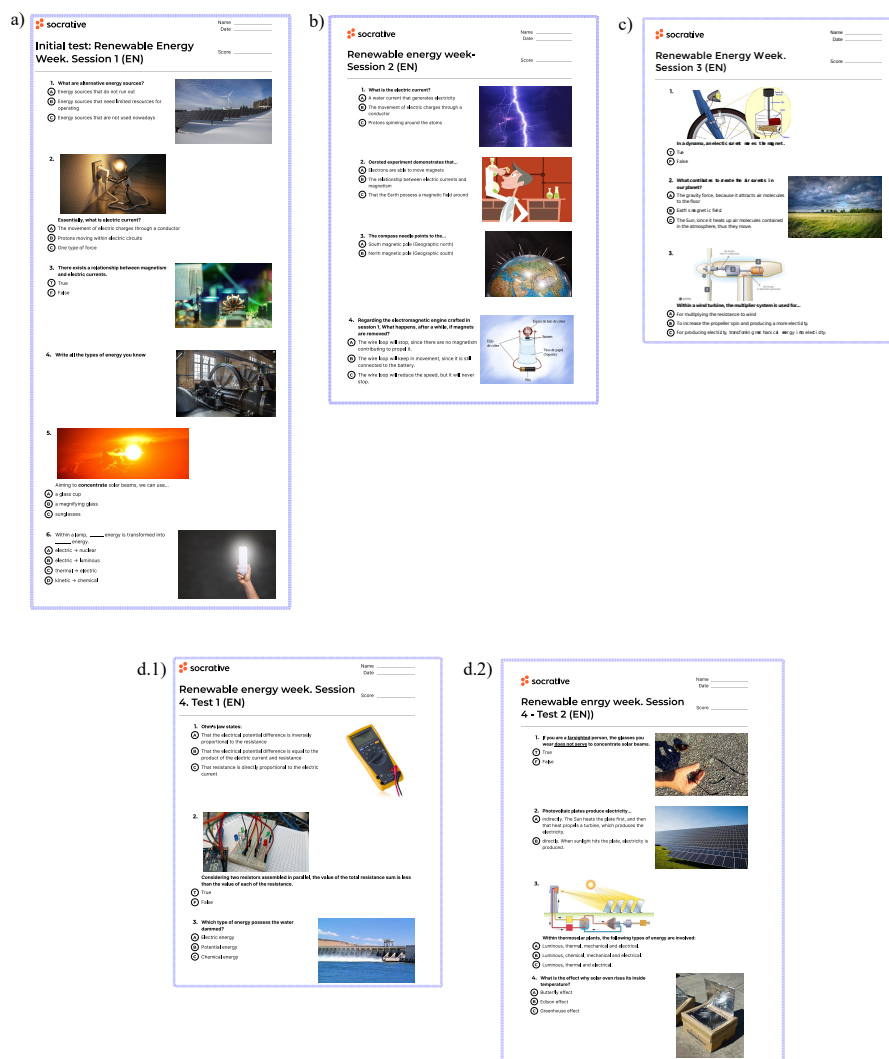 a)
socrative
Name
Date
Initial test: Renewable Energy
Week. Session 1 (EN)
Score
1. What are alternative energy sources?
A Energy sources that do not run out
B Energy sources that need limited resources for
operating
C Energy sources that are not used nowadays
2.
Essentially, what is electric current?
A The movement of electric charges through a conductor
B Protons moving within electric circuits
C One type of force
3. There exists a relationship between magnetism
and electric currents.
T True
F False
4. Write all the types of energy you know
5.
Aiming to concentrate solar beams, we can use...
A a glass cup
B a magnifying glass
C sunglasses
6. Within a lamp, ____ energy is transformed into
____ energy.
A electric → nuclear
B electric → luminous
C thermal → electric
D kinetic → chemical
b)
socrative
Name
Date
Renewable energy week-
Session 2 (EN)
Score
1. What is the electric current?
A A water current that generates electricity
B The movement of electric charges through a
conductor
C Protons spinning around the atoms
2. Oersted experiment demonstrates that...
A Electrons are able to move magnets
B The relationship between electric currents and
magnetism
C That the Earth possess a magnetic field around
3. The compass needle points to the...
A South magnetic pole (Geographic north)
B North magnetic pole (Geographic south)
4. Regarding the electromagnetic engine crafted in
session 1, What happens, after a while, if magnets
are removed?
A The wire loop will stop, since there are no magnetism
contributing to propel it.
B The wire loop will keep in movement, since it is still
connected to the battery.
C The wire loop will reduce the speed, but it will never
stop.
c)
socrative
Name
Date
Renewable Energy Week.
Session 3 (EN)
Score
1.
In a dynamo, an electric current moves the magnet.
T True
F False
2. What contributes to create the air currents in
our planet?
A The gravity force, because it attracts air molecules
to the floor
B Earth's magnetic field
C The Sun, since it heats up air molecules contained
in the atmosphere, thus they move.
3.
Within a wind turbine, the multiplier system is used for...
A For multiplying the resistance to wind
B To increase the propeller spin and producing a more electricity.
C For producing electricity, transforming mechanical energy into electricity.
d.1)
socrative
Name
Date
Renewable energy week. Session
4. Test 1 (EN)
Score
1. Ohm's law states:
A That the electrical potential difference is inversely
proportional to the resistance
B That the electrical potential difference is equal to the
product of the electric current and resistance
C That resistance is directly proportional to the electric
current
2.
Considering two resistors assembled in parallel, the value of the total resistance sum is less
than the value of each of the resistance.
T True
F False
3. Which type of energy possess the water
dammed?
A Electric energy
B Potential energy
C Chemical energy
d.2)
socrative
Name
Date
Renewable enrgy week. Session
4 - Test 2 (EN))
Score
1. If you are a farsighted person, the glasses you
wear does not serve to concentrate solar beams.
T True
F False
2. Photovoltaic plates produce electricity...
A indirectly. The Sun heats the plate first, and then
that heat propels a turbine, which produces the
electricity.
B directly. When sunlight hits the plate, electricity is
produced.
3.
Within thermosolar plants, the following types of energy are involved:
A Luminous, thermal, mechanical and electrical.
B Luminous, chemical, mechanical and electrical.
C Luminous, thermal and electrical.
4. What is the effect why solar oven rises its inside
temperature?
A Butterfly effect
B Edison effect
C Greenhouse effect